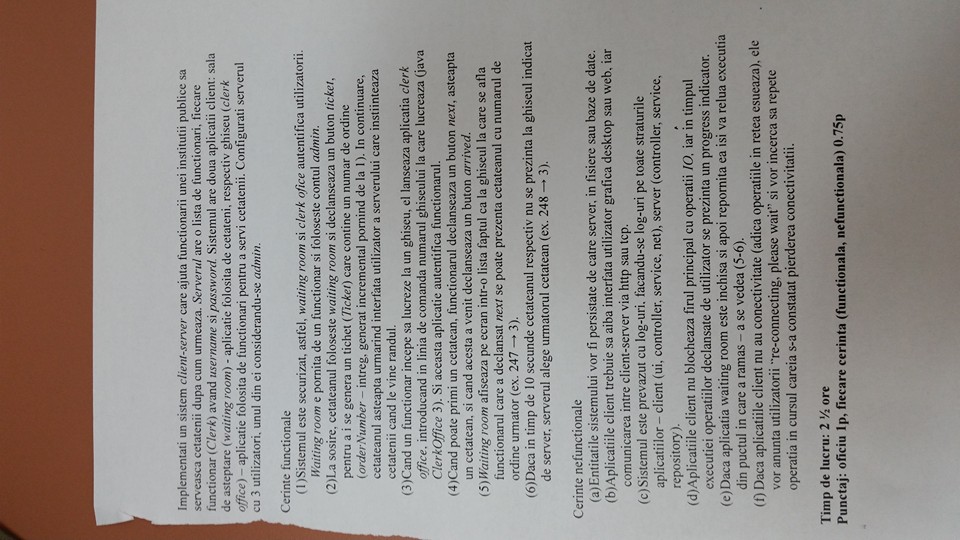 Implementati un sistem client-server care ajuta functionarii unei institutii publice sa
serveasca cetatenii dupa cum urmeaza. Serverul are o lista de functionari, fiecare
functionar (Clerk) avand username si password. Sistemul are doua aplicatii client: sala
de asteptare (waiting room) - aplicatie folosita de cetateni, respectiv ghiseu (clerk
office) – aplicatie folosita de functionari pentru a servi cetatenii. Configurati serverul
cu 3 utilizatori, unul din ei considerandu-se admin.
Cerinte functionale
(1)Sistemul este securizat, astfel, waiting room si clerk ofice autentifica utilizatorii.
Waiting room e pornita de un functionar si foloseste contul admin.
(2)La sosire, cetateanul foloseste waiting room si declanseaza un buton ticket,
pentru a i se genera un tichet (Ticket) care contine un numar de ordine
(orderNumber – intreg, generat incremental pornind de la 1). In continuare,
cetateanul asteapta urmarind interfata utilizator a serverului care instiinteaza
cetatenii cand le vine randul.
(3)Cand un functionar incepe sa lucreze la un ghiseu, el lanseaza aplicatia clerk
office, introducand in linia de comanda numarul ghiseului la care lucreaza (java
ClerkOffice 3). Si aceasta aplicatie autentifica functionarul.
(4)Cand poate primi un cetatean, functionarul declanseaza un buton next, asteapta
un cetatean, si cand acesta a venit declanseaza un buton arrived.
(5)Waiting room afiseaza pe ecran intr-o lista faptul ca la ghiseul la care se afla
functionarul care a declansat next se poate prezenta cetateanul cu numarul de
ordine urmator (ex. 247 → 3).
(6)Daca in timp de 10 secunde cetateanul respectiv nu se prezinta la ghiseul indicat
de server, serverul alege urmatorul cetatean (ex. 248 → 3).
Cerinte nefunctionale
(a)Entitatile sistemului vor fi persistate de catre server, in fisiere sau baze de date.
(b)Aplicatiile client trebuie sa aiba interfata utilizator grafica desktop sau web, iar
comunicarea intre client-server via http sau tcp.
(c)Sistemul este prevazut cu log-uri, facandu-se log-uri pe toate straturile
aplicatiilor – client (ui, controller, service, net), server (controller, service,
repository).
(d)Aplicatiile client nu blocheaza firul principal cu operatii IO, iar in timpul
executiei operatiilor declansate de utilizator se prezinta un progress indicator.
(e)Daca aplicatia waiting room este inchisa si apoi repornita ea isi va relua executia
din puctul in care a ramas – a se vedea (5-6).
(f) Daca aplicatiile client nu au conectivitate (adica operatiile in retea esueaza), ele
vor anunta utilizatorii “re-connecting, please wait” si vor incerca sa repete
operatia in cursul careia s-a constatat pierderea conectivitatii.
Timp de lucru: 2 ½ ore
Punctaj: oficiu 1p, fiecare cerinta (functionala, nefunctionala) 0.75p